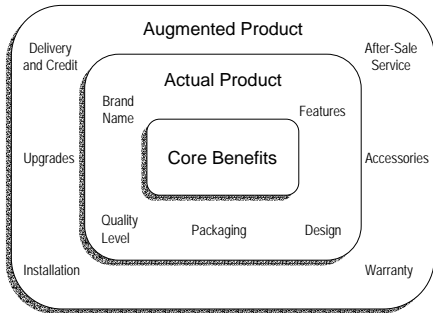 Augmented Product
Delivery
and Credit
After-Sale
Service
Actual Product
Brand
Name
Features
Core Benefits
Upgrades
Accessories
Quality
Level
Packaging
Design
Installation
Warranty